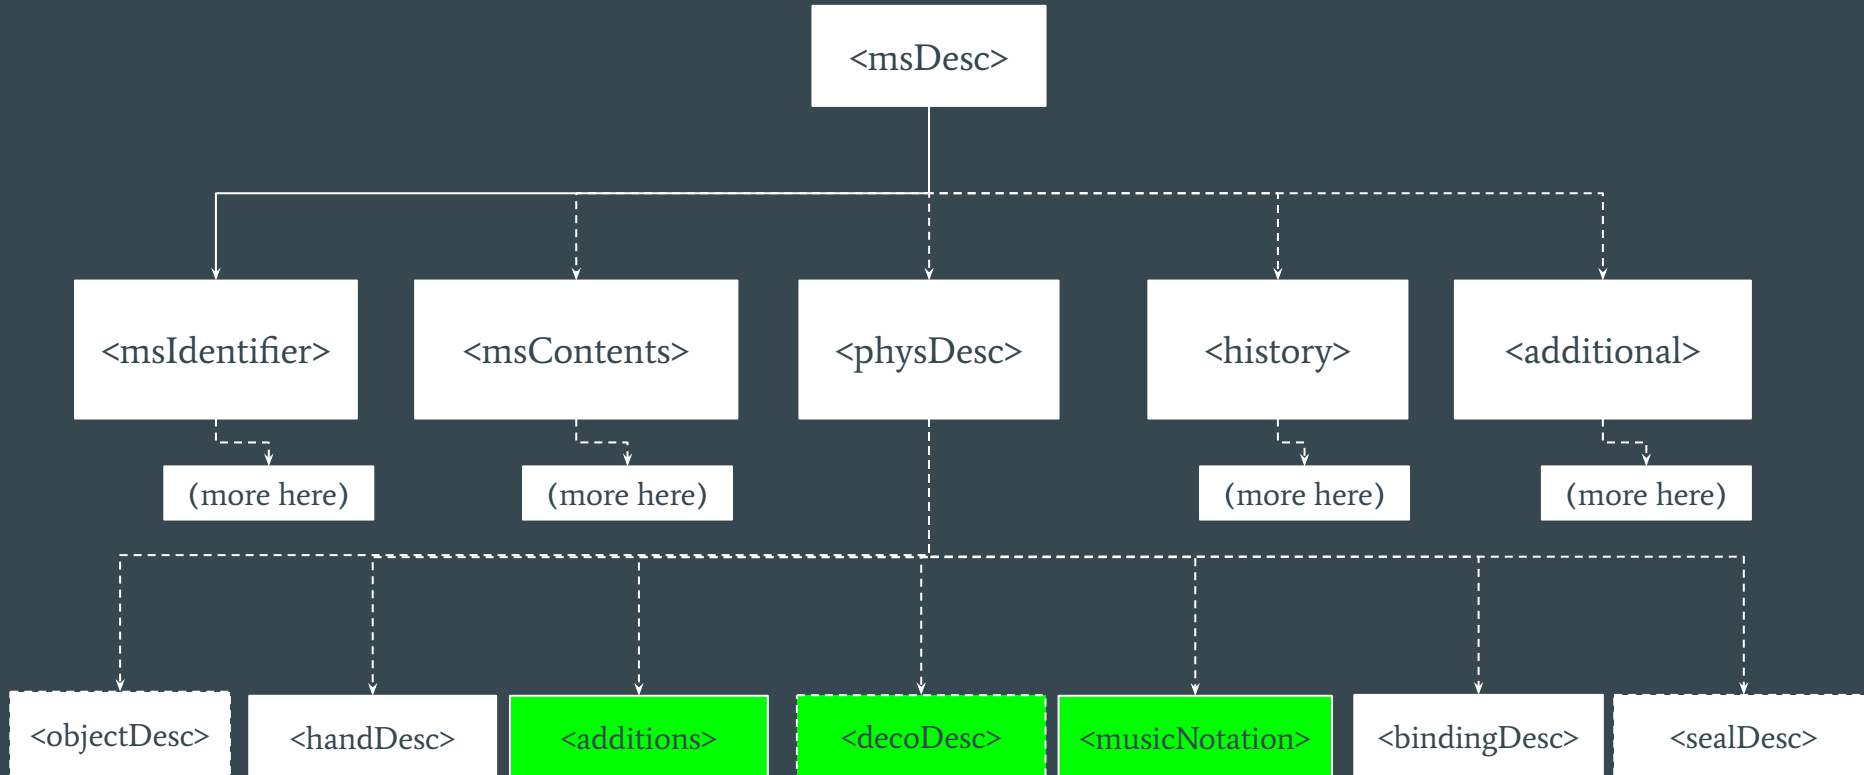 <msDesc>
<msIdentifier>
<msContents>
<physDesc>
<history>
<additional>
(more here)
(more here)
(more here)
(more here)
<objectDesc>
<handDesc>
<additions>
<decoDesc>
<musicNotation>
<bindingDesc>
<sealDesc>